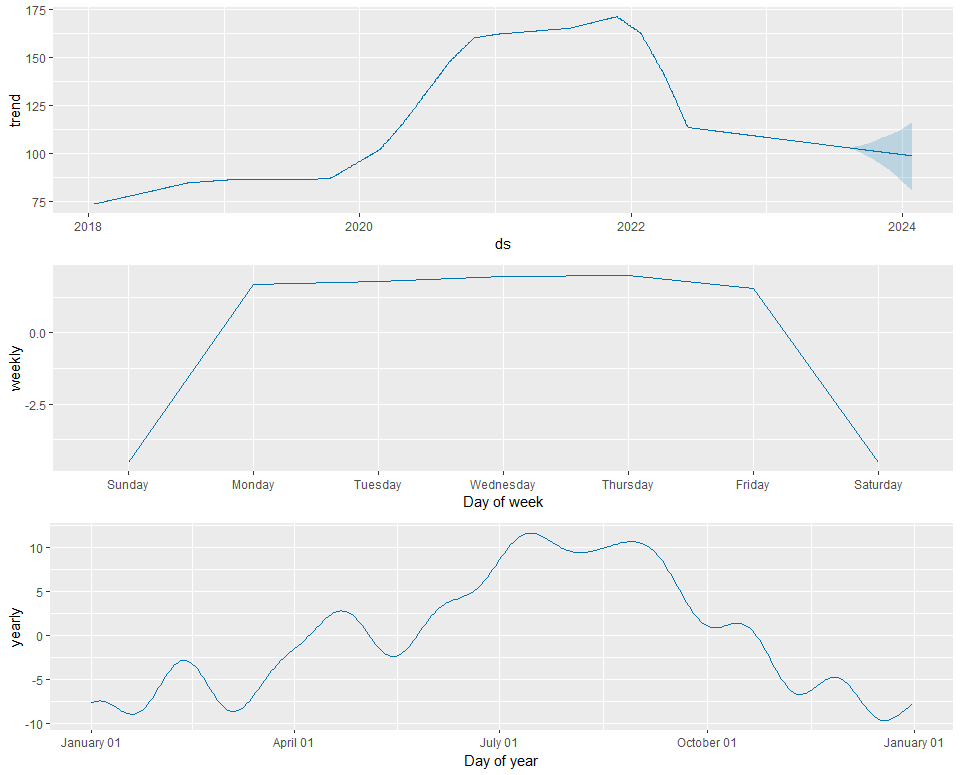 175
150
125
100
75
trend
2018 2020 2022 2024
ds
0.0
-2.5
weekly
Sunday Monday Tuesday Wednesday Thursday Friday Saturday
Day of week
10
5
0
-5
-10
yearly
January 01 April 01 July 01 October 01 January 01
Day of year